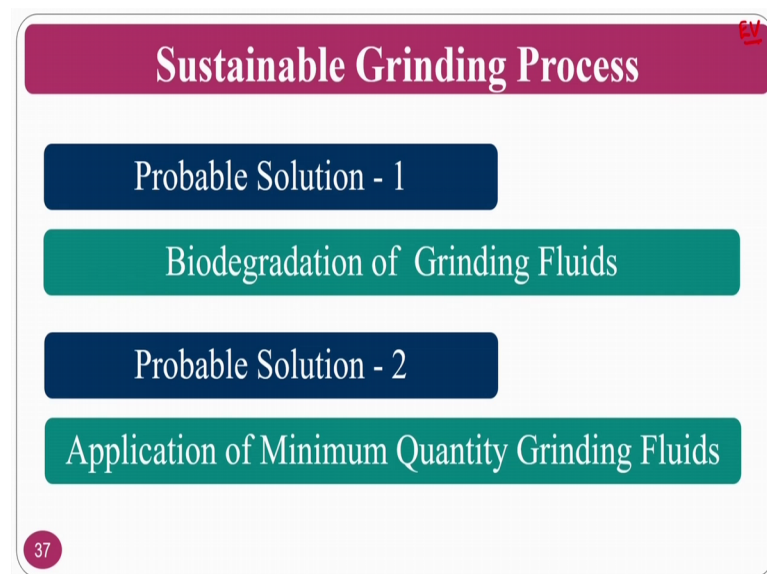 EV
Sustainable Grinding Process
Probable Solution - 1
Biodegradation of Grinding Fluids
Probable Solution - 2
Application of Minimum Quantity Grinding Fluids
37